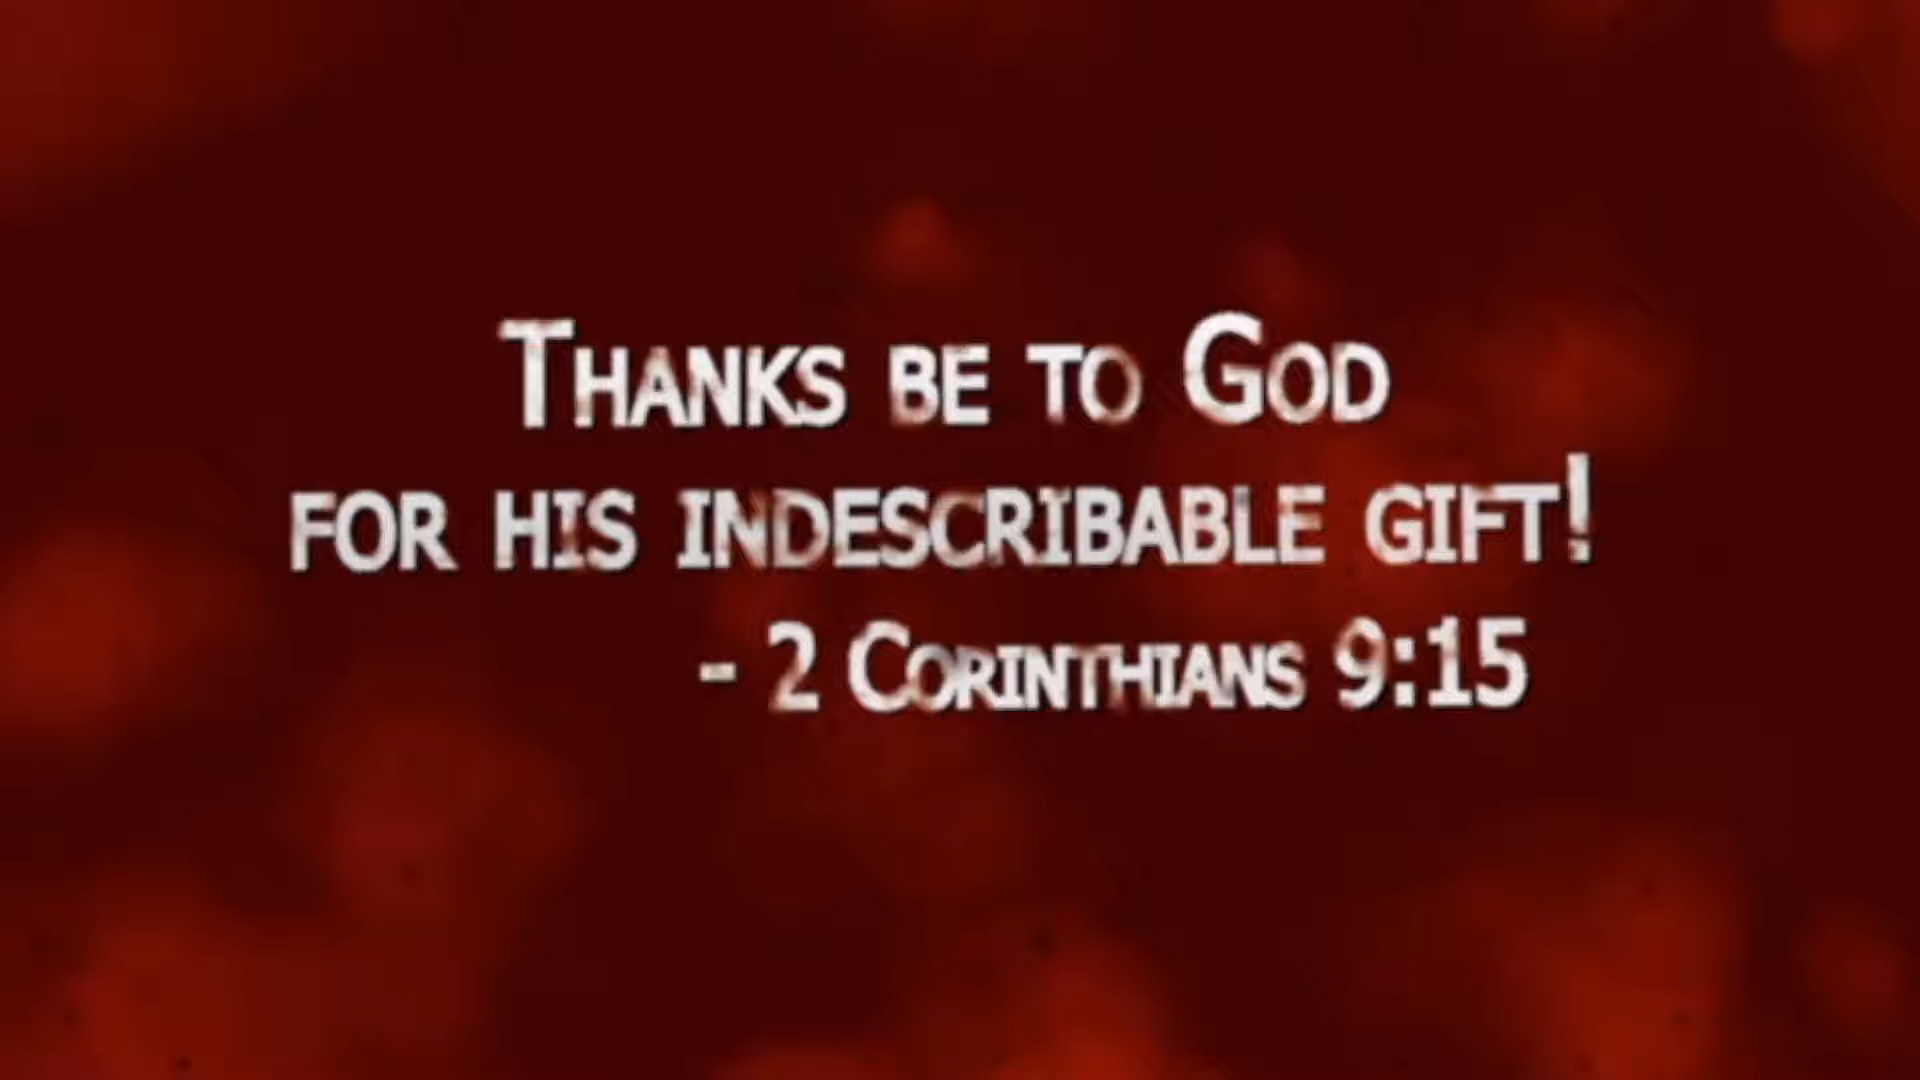 Thanks be to God
for his indescribable gift!
- 2 Corinthians 9:15